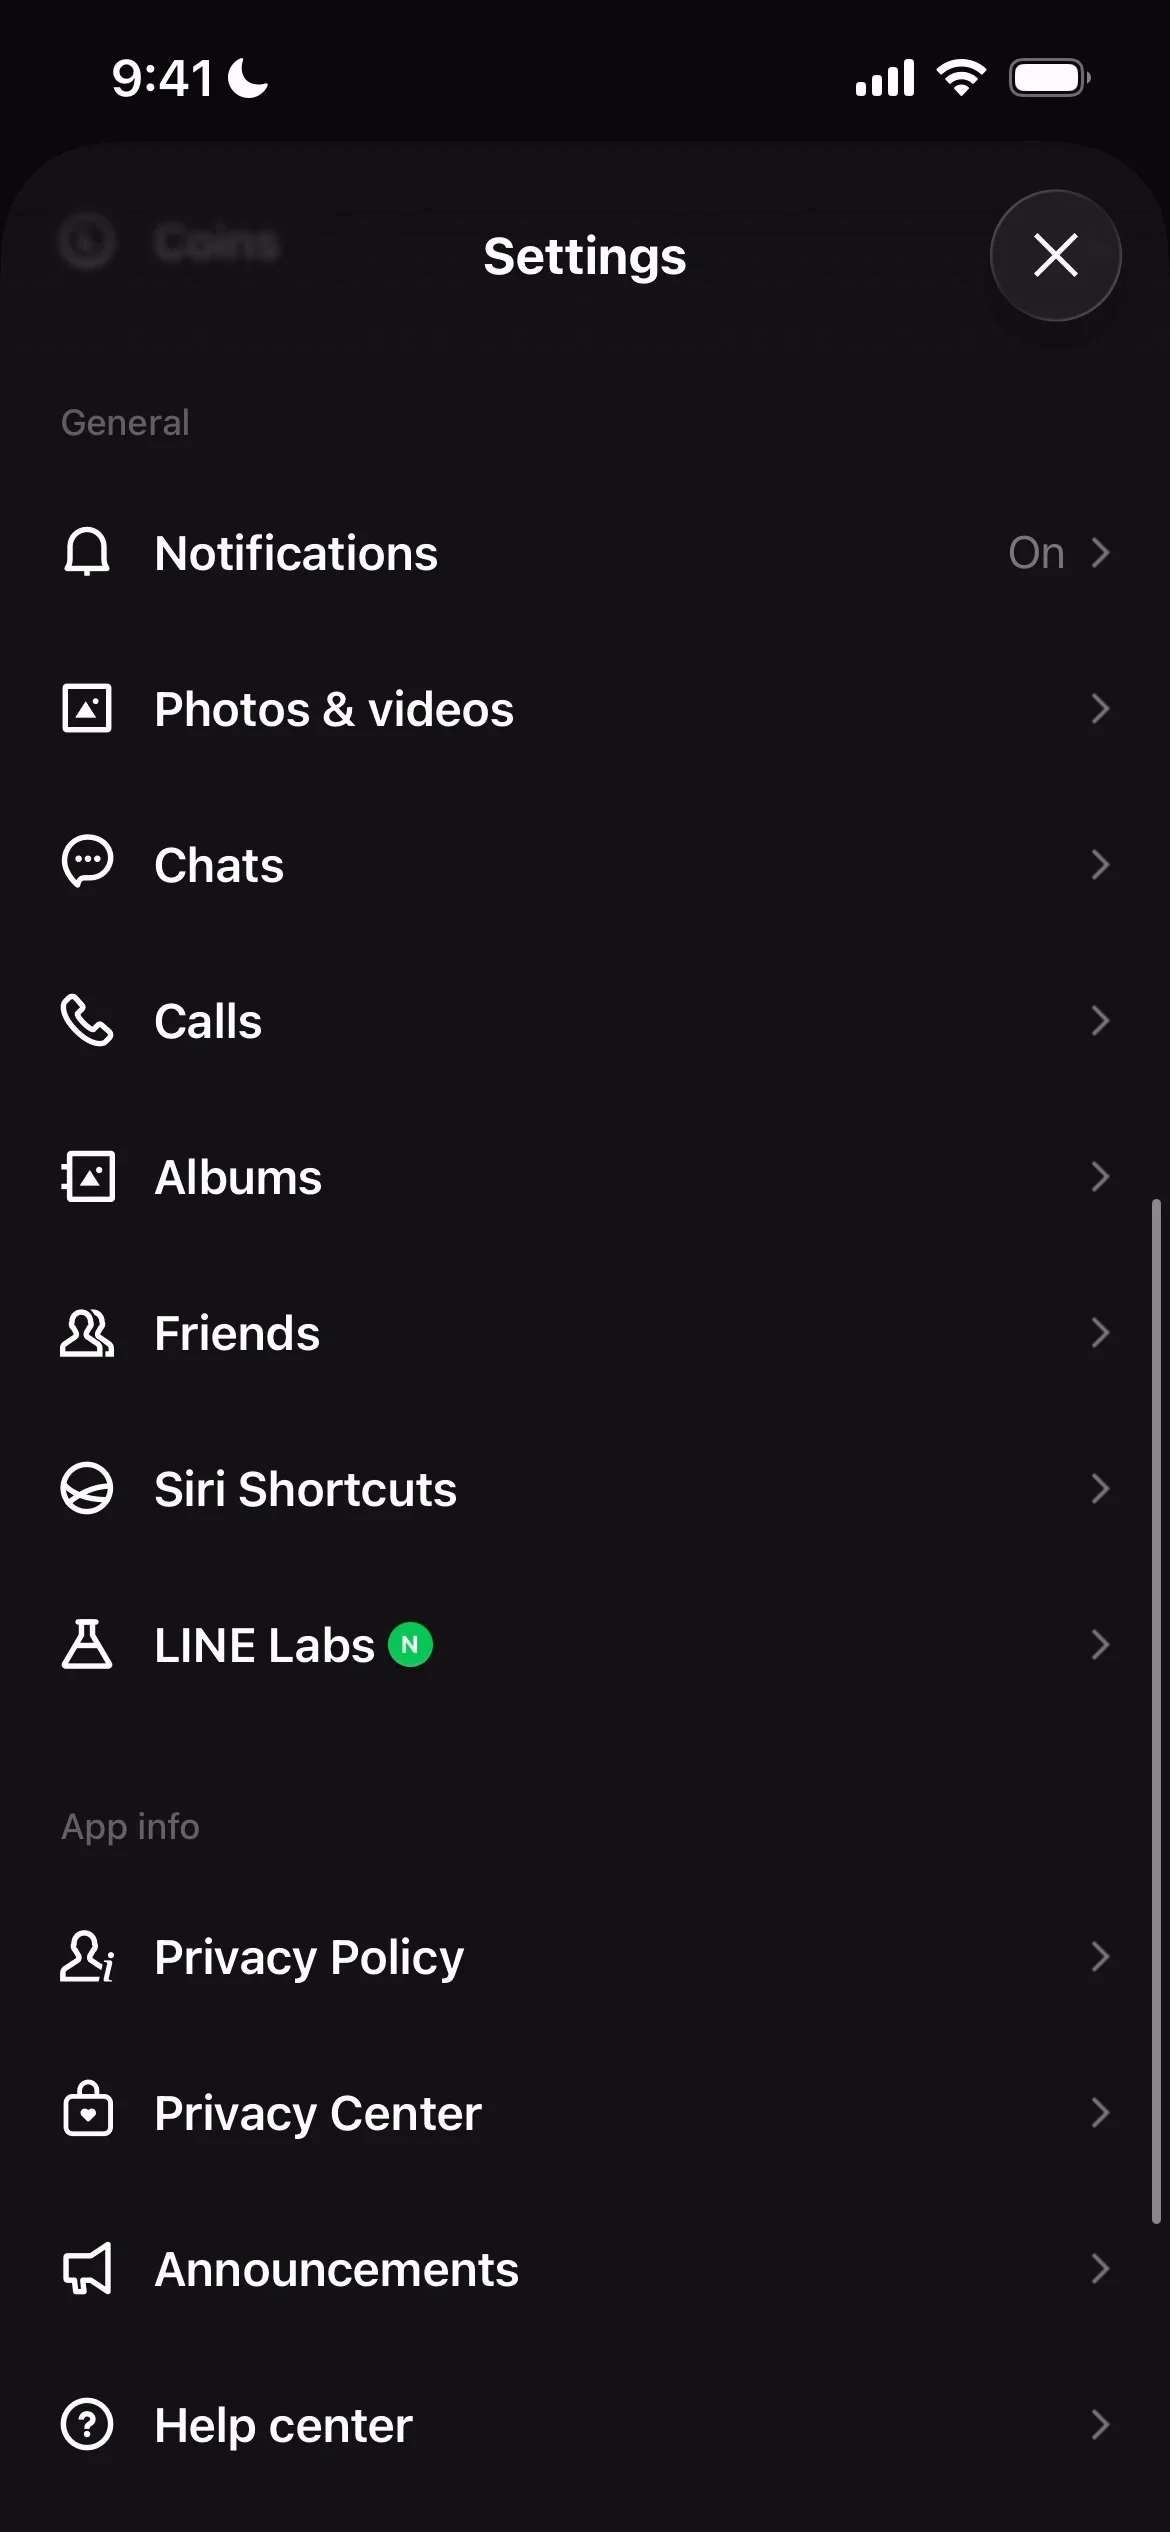 9:41
Coins
Settings
General
Notifications
On
Photos & videos
Chats
Calls
Albums
Friends
Siri Shortcuts
LINE Labs N
App info
Privacy Policy
Privacy Center
Announcements
Help center